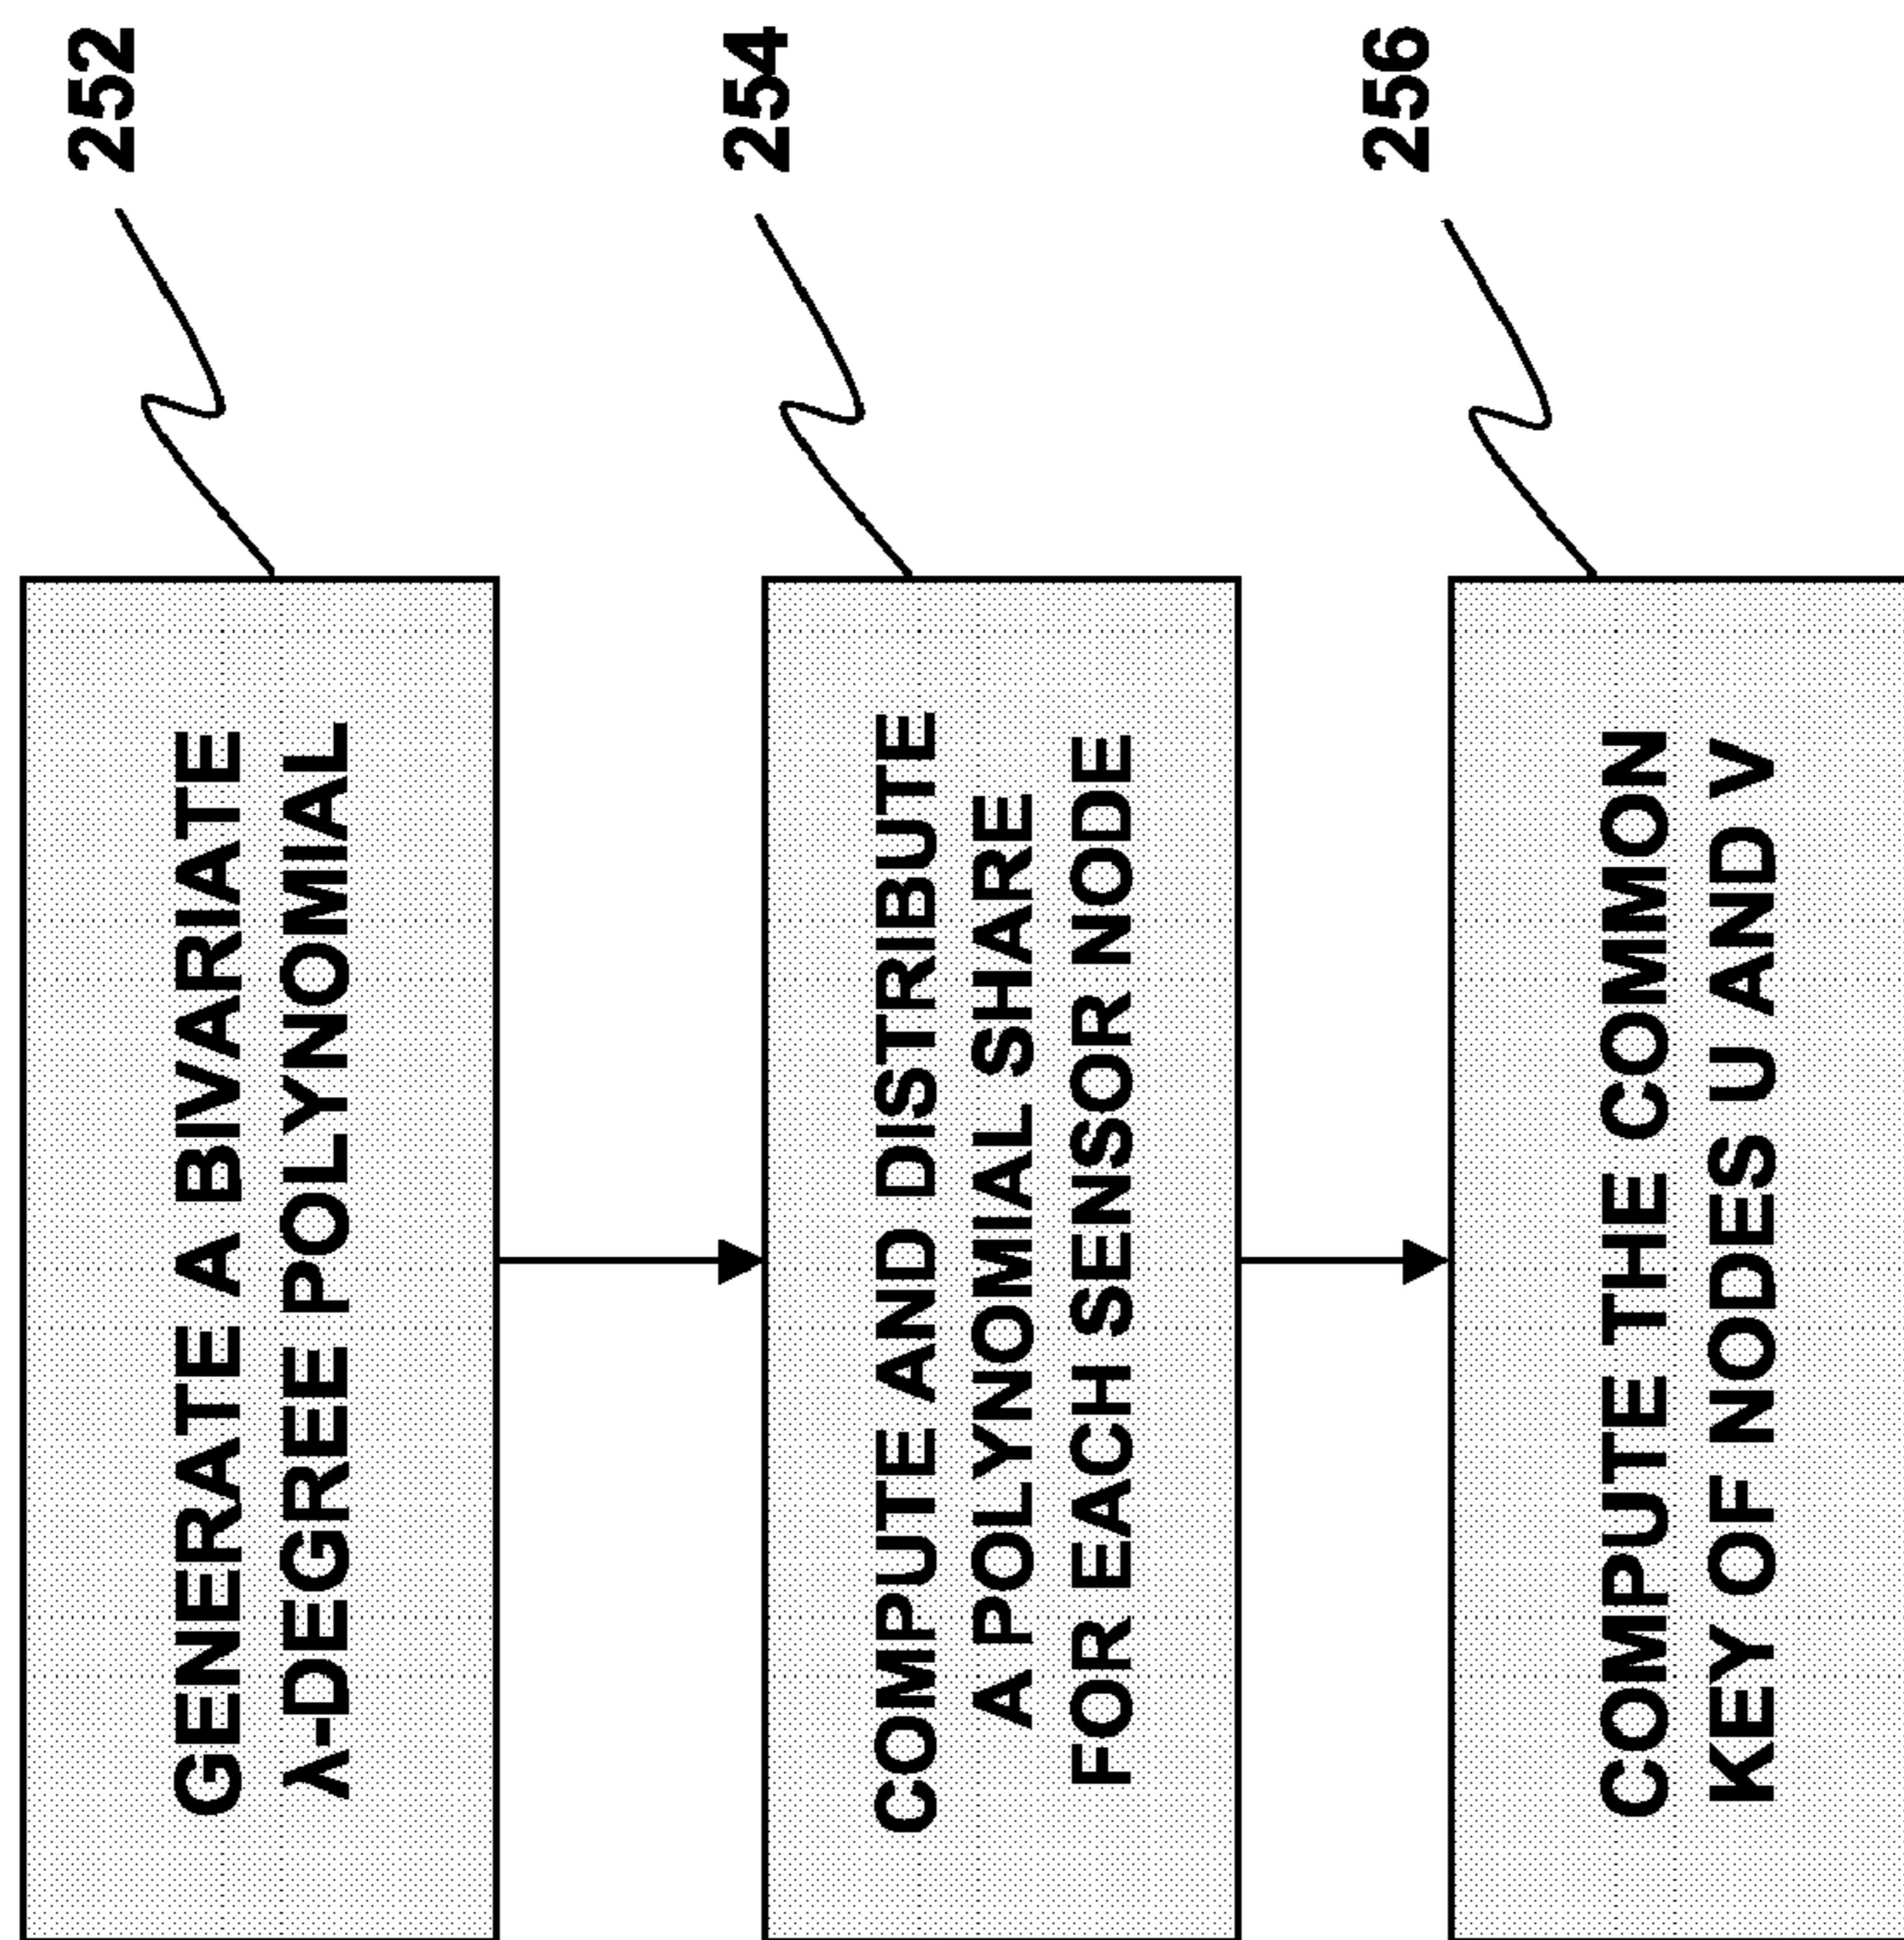 GENERATE A BIVARIATE
λ-DEGREE POLYNOMIAL
252
COMPUTE AND DISTRIBUTE
A POLYNOMIAL SHARE
FOR EACH SENSOR NODE
254
COMPUTE THE COMMON
KEY OF NODES U AND V
256